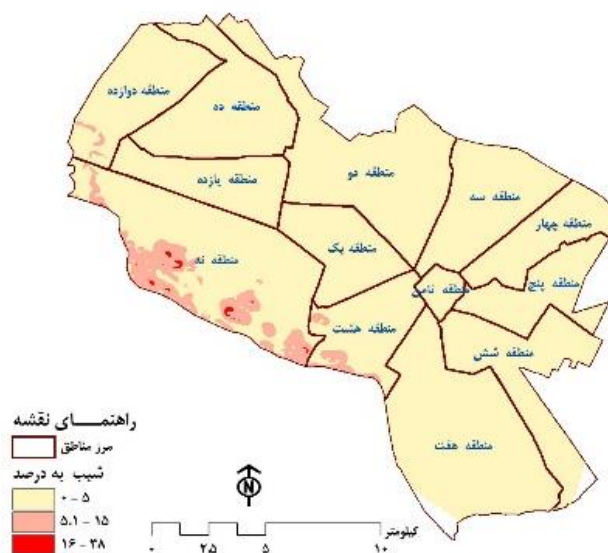 منطقه دوازده
منطقه ده
منطقه یازده
منطقه دو
منطقه سه
منطقه چهار
منطقه یک
منطقه نه
منطقه ثامن
منطقه پنج
منطقه هشت
منطقه شش
منطقه هفت
راهنمـــای نقشه
مرز مناطق
شیب به درصد
۰ - ۵
۵.۱ - ۱۵
۱۶ - ۳۸
N
کیلومتر
۰ ۲.۵ ۵ ۱۰